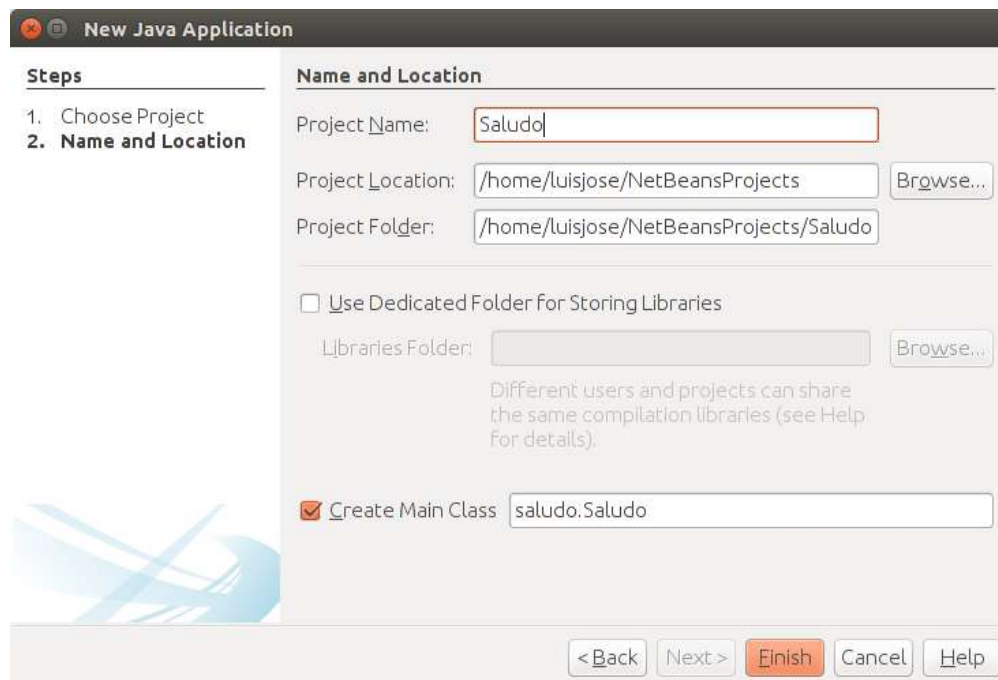 New Java Application
Steps
1. Choose Project
2. Name and Location
Name and Location
Project Name: Saludo
Project Location: /home/luisjose/NetBeansProjects Browse...
Project Folder: /home/luisjose/NetBeansProjects/Saludo
Use Dedicated Folder for Storing Libraries
Libraries Folder: Browse...
Different users and projects can share
the same compilation libraries (see Help
for details).
Create Main Class saludo.Saludo
< Back Next > Finish Cancel Help